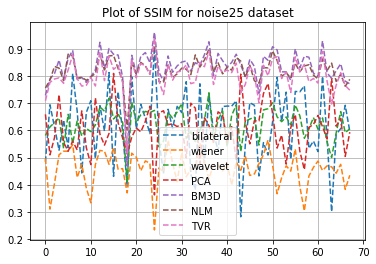 Plot of SSIM for noise25 dataset
0.9
0.8
0.7
0.6
0.5
0.4
0.3
0.2
bilateral
wiener
wavelet
PCA
BM3D
NLM
TVR
0 10 20 30 40 50 60 70